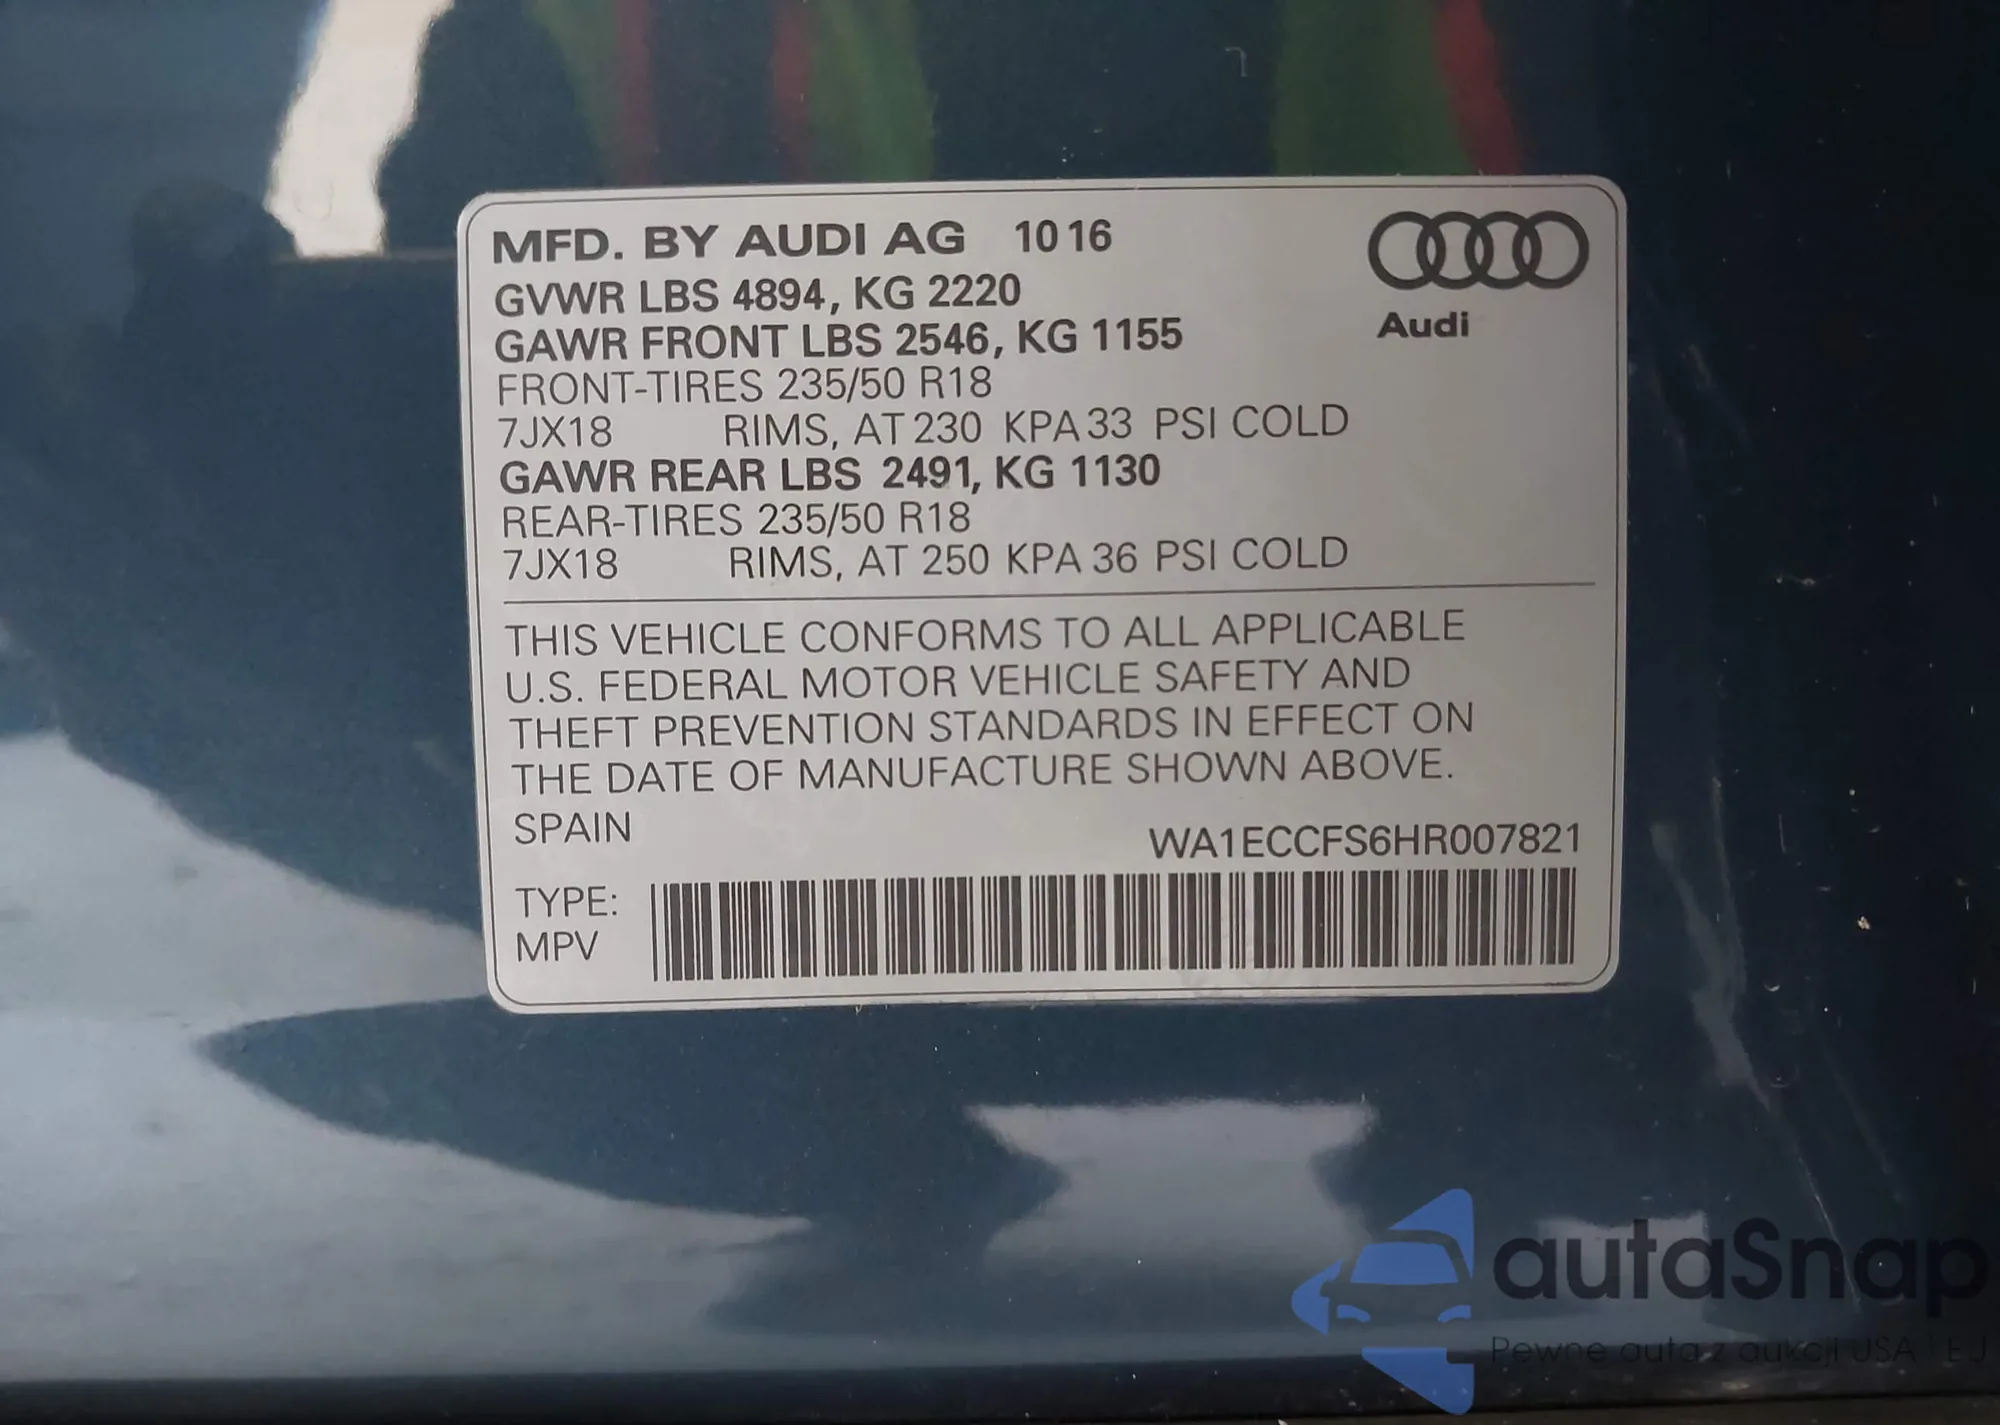 MFD. BY AUDI AG 10 16
GVWR LBS 4894, KG 2220
GAWR FRONT LBS 2546, KG 1155
Audi
FRONT-TIRES 235/50 R18
7JX18 RIMS, AT 230 KPA 33 PSI COLD
GAWR REAR LBS 2491, KG 1130
REAR-TIRES 235/50 R18
7JX18 RIMS, AT 250 KPA 36 PSI COLD
THIS VEHICLE CONFORMS TO ALL APPLICABLE
U.S. FEDERAL MOTOR VEHICLE SAFETY AND
THEFT PREVENTION STANDARDS IN EFFECT ON
THE DATE OF MANUFACTURE SHOWN ABOVE.
SPAIN
WA1ECCFS6HR007821
TYPE:
MPV
autaSnap
Pewne auta z aukcji USA